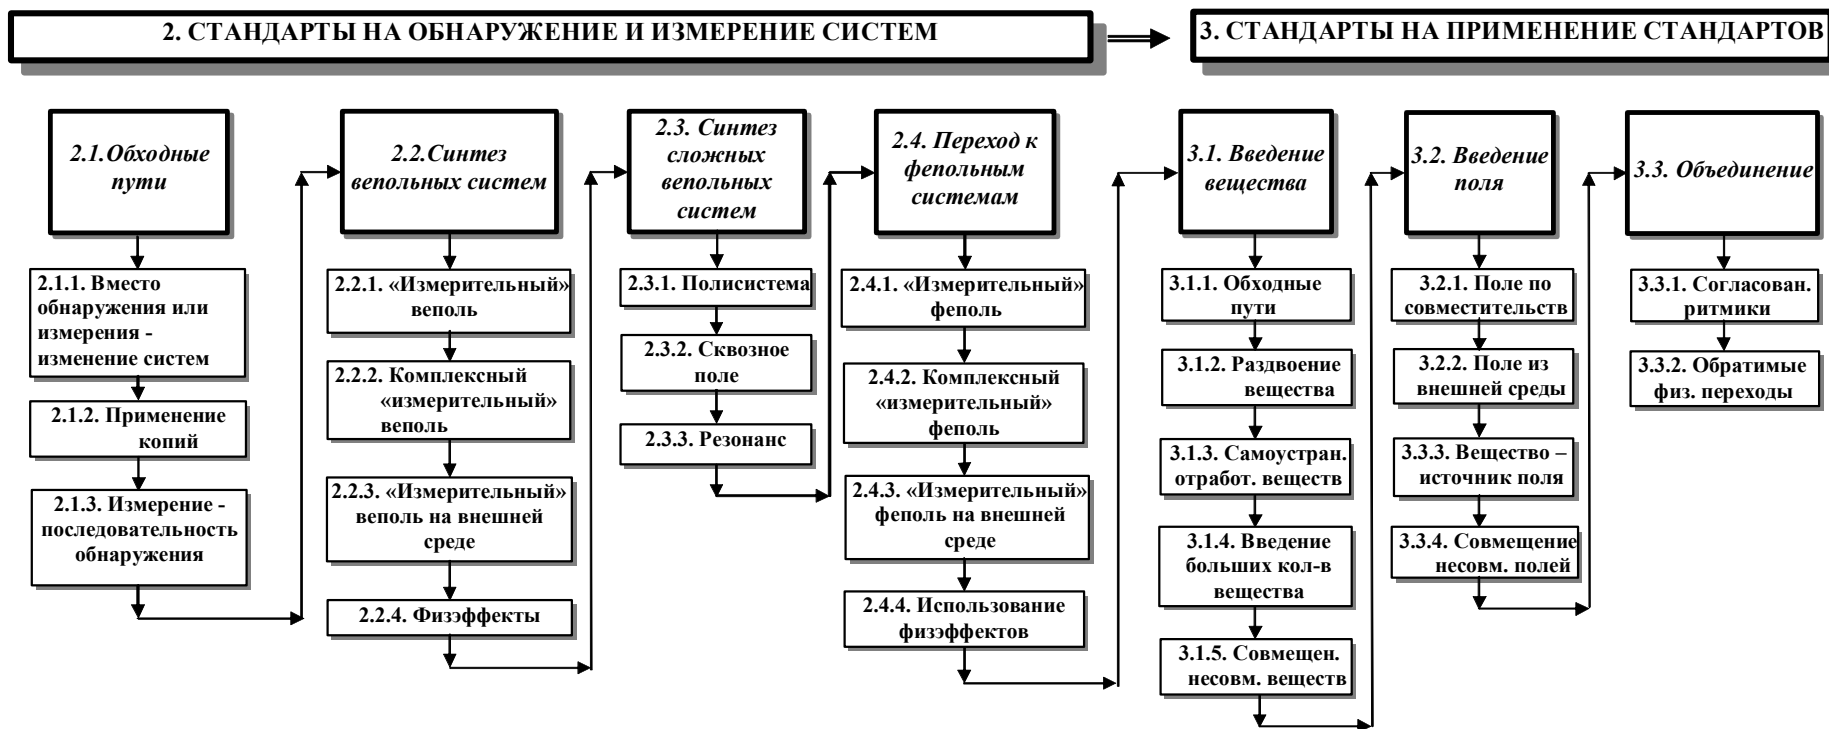 2. СТАНДАРТЫ НА ОБНАРУЖЕНИЕ И ИЗМЕРЕНИЕ СИСТЕМ
3. СТАНДАРТЫ НА ПРИМЕНЕНИЕ СТАНДАРТОВ
2.1.Обходные
пути
2.1.1. Вместо
обнаружения или
измерения -
изменение систем
2.1.2. Применение
копий
2.1.3. Измерение -
последовательность
обнаружения
2.2.Синтез
вепольных систем
2.2.1. «Измерительный»
веполь
2.2.2. Комплексный
«измерительный»
веполь
2.2.3. «Измерительный»
веполь на внешней
среде
2.2.4. Физэффекты
2.3. Синтез
сложных
вепольных
систем
2.3.1. Полисистема
2.3.2. Сквозное
поле
2.3.3. Резонанс
2.4. Переход к
фепольным
системам
2.4.1. «Измерительный»
феполь
2.4.2. Комплексный
«измерительный»
феполь
2.4.3. «Измерительный»
феполь на внешней
среде
2.4.4. Использование
физэффектов
3.1. Введение
вещества
3.1.1. Обходные
пути
3.1.2. Раздвоение
вещества
3.1.3. Самоустран.
отработ. веществ
3.1.4. Введение
больших кол-в
вещества
3.1.5. Совмещен.
несовм. веществ
3.2. Введение
поля
3.2.1. Поле по
совместительств
3.2.2. Поле из
внешней среды
3.3.3. Вещество –
источник поля
3.3.4. Совмещение
несовм. полей
3.3. Объединение
3.3.1. Согласован.
ритмики
3.3.2. Обратимые
физ. переходы